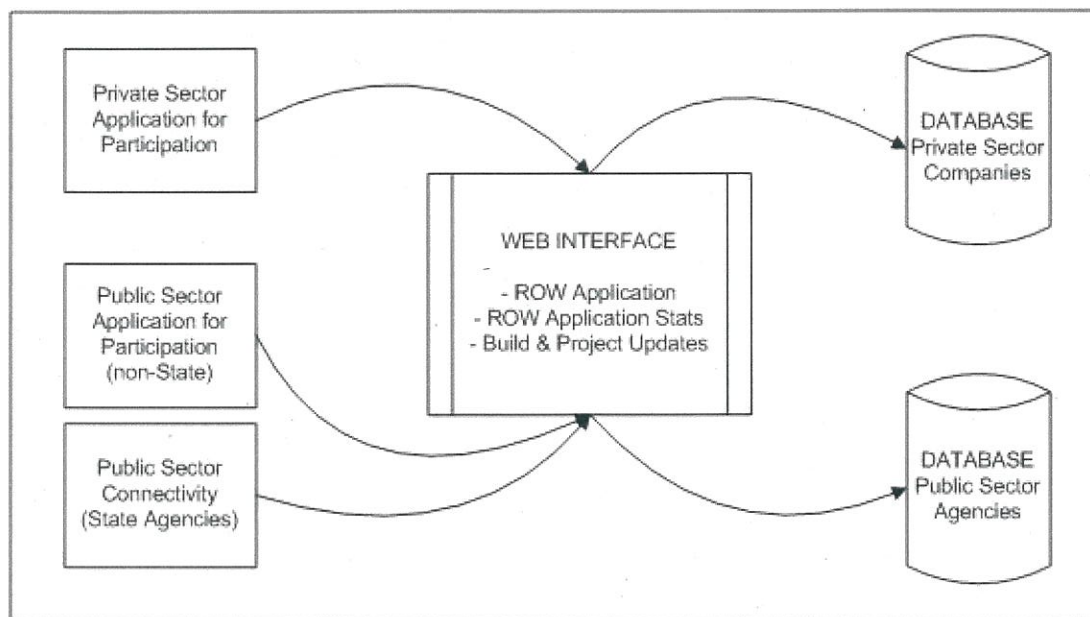 Private Sector
Application for
Participation
Public Sector
Application for
Participation
(non-State)
Public Sector
Connectivity
(State Agencies)
WEB INTERFACE
- ROW Application
- ROW Application Stats
- Build & Project Updates
DATABASE
Private Sector
Companies
DATABASE
Public Sector
Agencies